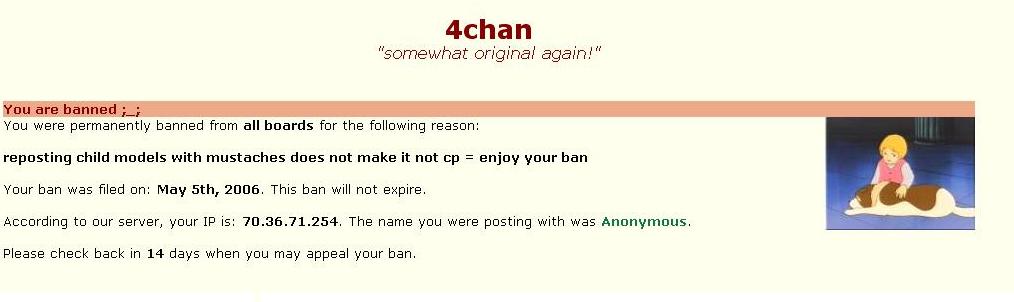 4chan
"somewhat original again!"
You are banned ;_;
You were permanently banned from all boards for the following reason:
reposting child models with mustaches does not make it not cp = enjoy your ban
Your ban was filed on: May 5th, 2006. This ban will not expire.
According to our server, your IP is: 70.36.71.254. The name you were posting with was Anonymous.
Please check back in 14 days when you may appeal your ban.